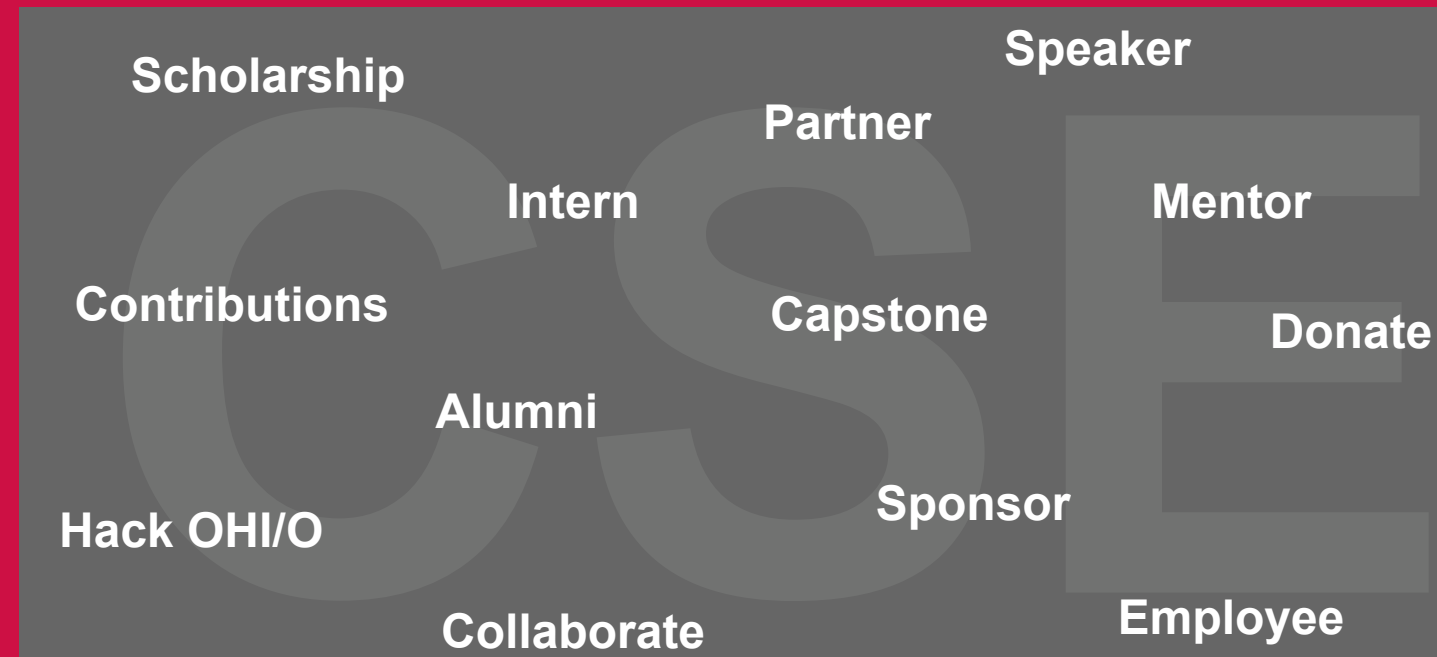 Speaker
Scholarship
Partner
Intern
Mentor
Contributions
Capstone
Donate
Alumni
Sponsor
Hack OHI/O
Employee
Collaborate
CSE